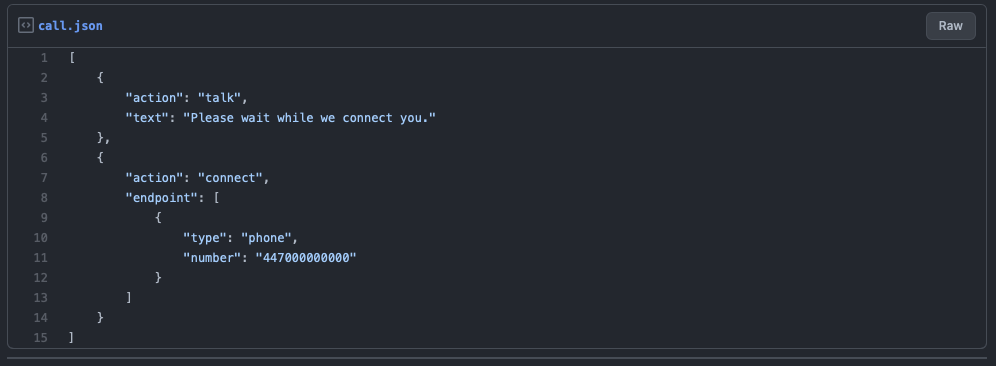 call.json
Raw
1 [
2     {
3         "action": "talk",
4         "text": "Please wait while we connect you."
5     },
6     {
7         "action": "connect",
8         "endpoint": [
9             {
10                 "type": "phone",
11                 "number": "447000000000"
12             }
13         ]
14     }
15 ]